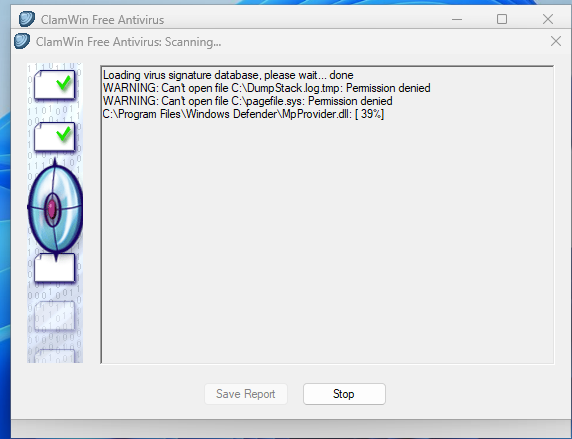 ClamWin Free Antivirus
ClamWin Free Antivirus: Scanning...
Loading virus signature database, please wait... done
WARNING: Can't open file C:\DumpStack.log.tmp: Permission denied
WARNING: Can't open file C:\pagefile.sys: Permission denied
C:\Program Files\Windows Defender\MpProvider.dll: [ 39%]
Save Report
Stop